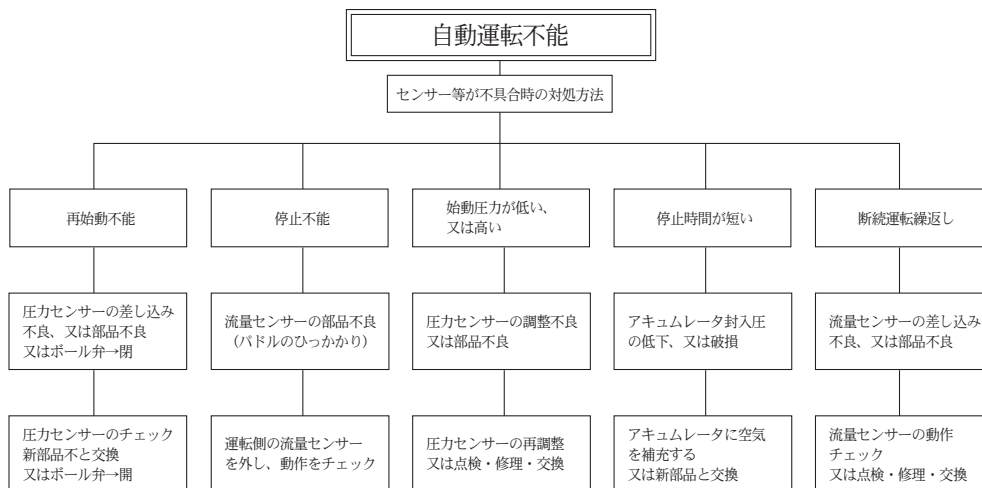 自動運転不能
センサー等が不具合時の対処方法
再始動不能
停止不能
始動圧力が低い、
又は高い
停止時間が短い
断続運転繰返し
圧力センサーの差し込み
不良、又は部品不良
又はボール弁→閉
流量センサーの部品不良
（パドルのひっかかり）
圧力センサーの調整不良
又は部品不良
アキュムレータ封入圧
の低下、又は破損
流量センサーの差し込み
不良、又は部品不良
圧力センサーのチェック
新部品不と交換
又はボール弁→開
運転側の流量センサー
を外し、動作をチェック
圧力センサーの再調整
又は点検・修理・交換
アキュムレータに空気
を補充する
又は新部品と交換
流量センサーの動作
チェック
又は点検・修理・交換